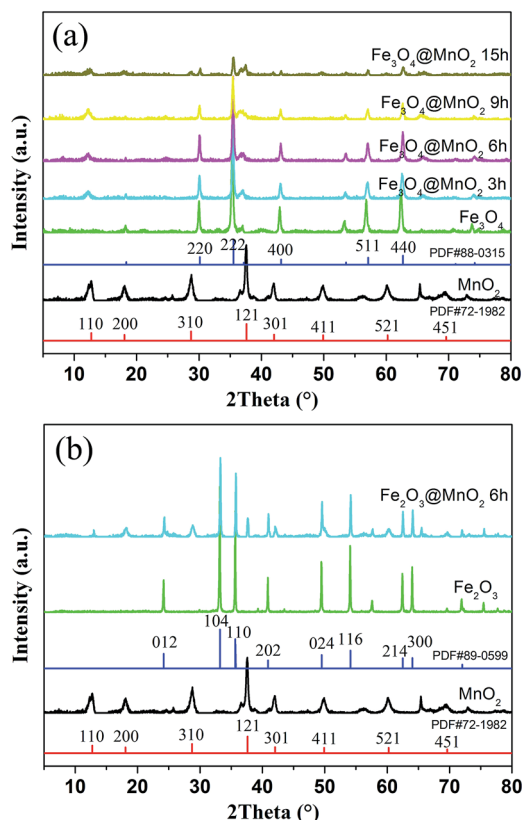 (a)
Fe₃O₄@MnO₂ 15h
Fe₃O₄@MnO₂ 9h
Fe₃O₄@MnO₂ 6h
Fe₃O₄@MnO₂ 3h
Fe₃O₄
220 222 400 511 440
PDF#88-0315
MnO₂
PDF#72-1982
110 200 310 121 301 411 521 451
Intensity (a.u.)
10 20 30 40 50 60 70 80
2Theta (°)
(b)
Fe₂O₃@MnO₂ 6h
Fe₂O₃
012 104 110 202 024 116 214 300
PDF#89-0599
MnO₂
PDF#72-1982
110 200 310 121 301 411 521 451
Intensity (a.u.)
10 20 30 40 50 60 70 80
2Theta (°)